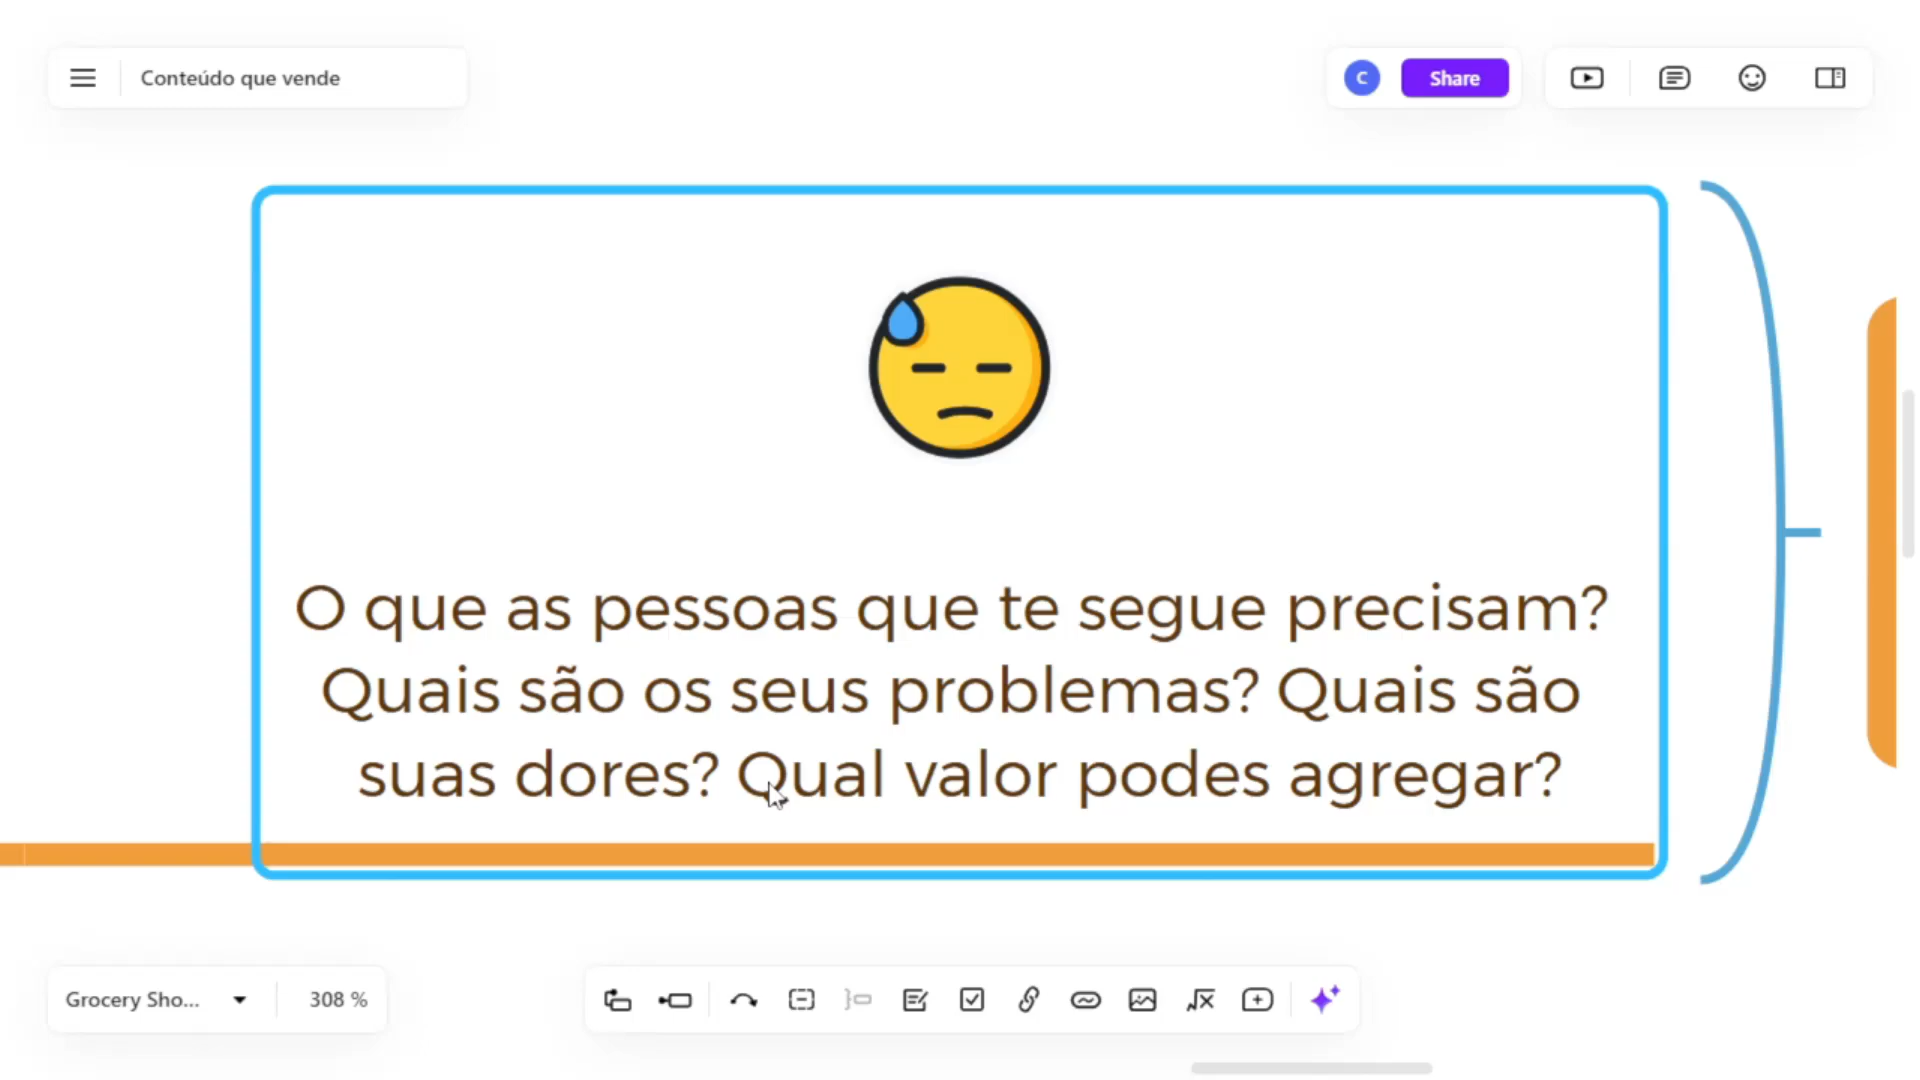 Conteúdo que vende
C
Share
O que as pessoas que te segue precisam?
Quais são os seus problemas? Quais são
suas dores? Qual valor podes agregar?
Grocery Sho...
308 %